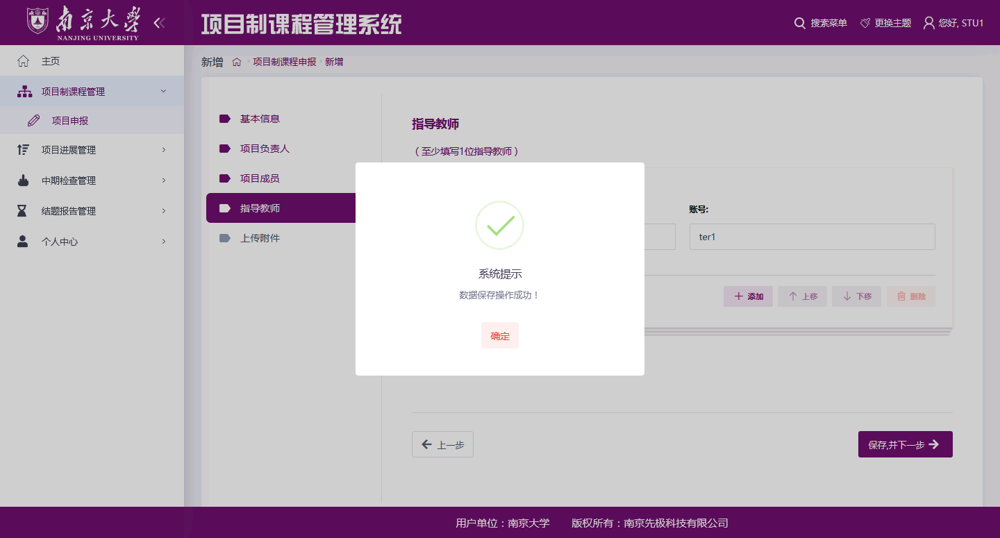 南京大学
NANJING UNIVERSITY
项目制课程管理系统
搜索菜单
更换主题
您好, STU1
主页
项目制课程管理
项目申报
项目进展管理
中期检查管理
结题报告管理
个人中心
新增
项目制课程申报
新增
基本信息
项目负责人
项目成员
指导教师
上传附件
指导教师
（至少填写1位指导教师）
账号:
ter1
添加
上移
下移
删除
系统提示
数据保存操作成功！
确定
上一步
保存,并下一步
用户单位：南京大学
版权所有：南京先极科技有限公司